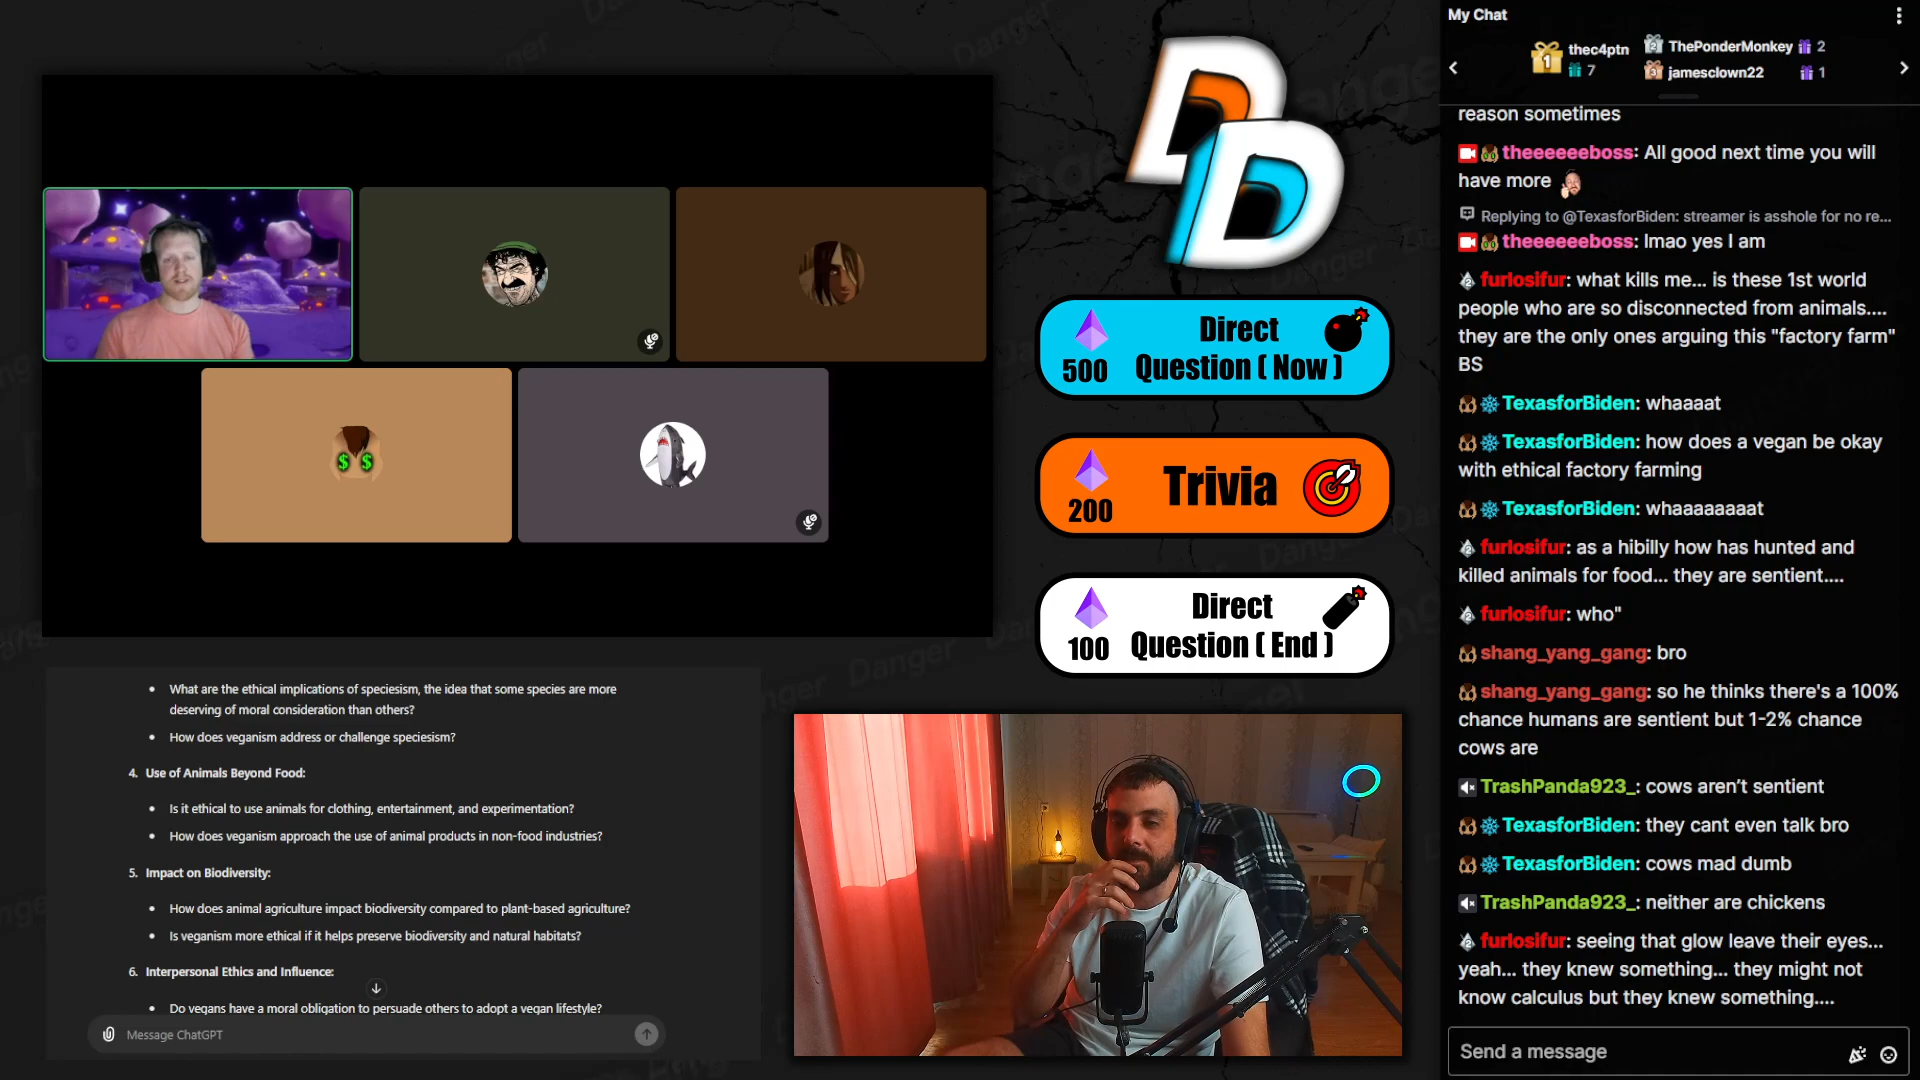 My Chat
1
thec4ptn
7
2
ThePonderMonkey 2
3
jamesclown22 1
reason sometimes
theeeeeeboss: All good next time you will
have more
Replying to @TexasforBiden: streamer is asshole for no re...
theeeeeeboss: lmao yes I am
furlosifur: what kills me... is these 1st world
people who are so disconnected from animals....
they are the only ones arguing this "factory farm"
BS
TexasforBiden: whaaaat
TexasforBiden: how does a vegan be okay
with ethical factory farming
TexasforBiden: whaaaaaaaat
furlosifur: as a hibilly how has hunted and
killed animals for food... they are sentient....
furlosifur: who"
shang_yang_gang: bro
shang_yang_gang: so he thinks there's a 100%
chance humans are sentient but 1-2% chance
cows are
TrashPanda923_: cows aren't sentient
TexasforBiden: they cant even talk bro
TexasforBiden: cows mad dumb
TrashPanda923_: neither are chickens
furlosifur: seeing that glow leave their eyes...
yeah... they knew something... they might not
know calculus but they knew something....
Send a message
DD
500
Direct
Question ( Now )
200
Trivia
100
Direct
Question ( End )
$ $
• What are the ethical implications of speciesism, the idea that some species are more
deserving of moral consideration than others?
• How does veganism address or challenge speciesism?
4. Use of Animals Beyond Food:
• Is it ethical to use animals for clothing, entertainment, and experimentation?
• How does veganism approach the use of animal products in non-food industries?
5. Impact on Biodiversity:
• How does animal agriculture impact biodiversity compared to plant-based agriculture?
• Is veganism more ethical if it helps preserve biodiversity and natural habitats?
6. Interpersonal Ethics and Influence:
• Do vegans have a moral obligation to persuade others to adopt a vegan lifestyle?
Message ChatGPT
Danger